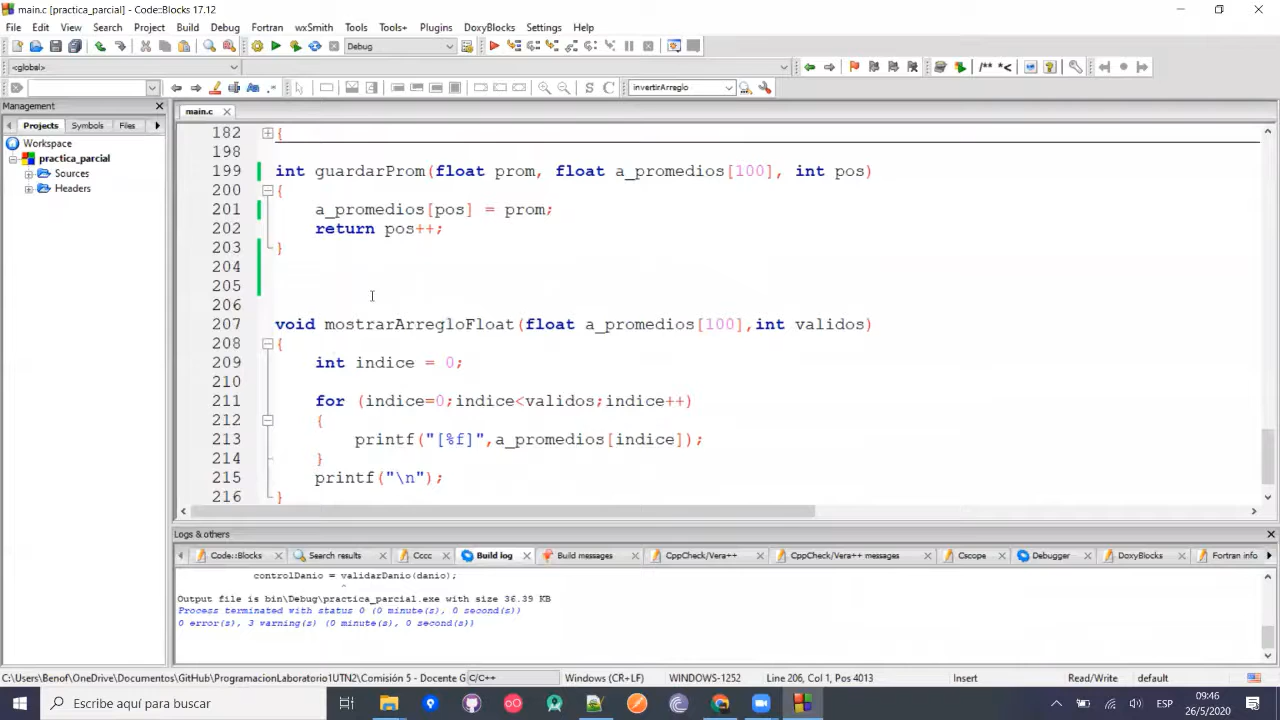 main.c [practica_parcial] - Code::Blocks 17.12
File Edit View Search Project Build Debug Fortran wxSmith Tools Tools+ Plugins DoxyBlocks Settings Help
Debug
<global>
/** *<
S C invertirArreglo
Management
main.c
Projects Symbols Files
Workspace
practica_parcial
Sources
Headers
182 {
198
199 int guardarProm(float prom, float a_promedios[100], int pos)
200 {
201 a_promedios[pos] = prom;
202 return pos++;
203 }
204
205
206
207 void mostrarArregloFloat(float a_promedios[100],int validos)
208 {
209 int indice = 0;
210
211 for (indice=0;indice<validos;indice++)
212 {
213 printf("[%f]",a_promedios[indice]);
214 }
215 printf("\n");
216 }
Logs & others
Code::Blocks Search results Cccc Build log Build messages CppCheck/Vera++ CppCheck/Vera++ messages Cscope Debugger DoxyBlocks Fortran info
controlDanio = validarDanio(danio);
^
Output file is bin\Debug\practica_parcial.exe with size 36.39 KB
Process terminated with status 0 (0 minute(s), 0 second(s))
0 error(s), 3 warning(s) (0 minute(s), 0 second(s))
C:\Users\Benof\OneDrive\Documentos\GitHub\ProgramacionLaboratorio1UTN2\Comisión 5 - Docente G C/C++ Windows (CR+LF) WINDOWS-1252 Line 206, Col 1, Pos 4013 Insert Read/Write default
Escribe aquí para buscar
ESP
09:46
26/5/2020